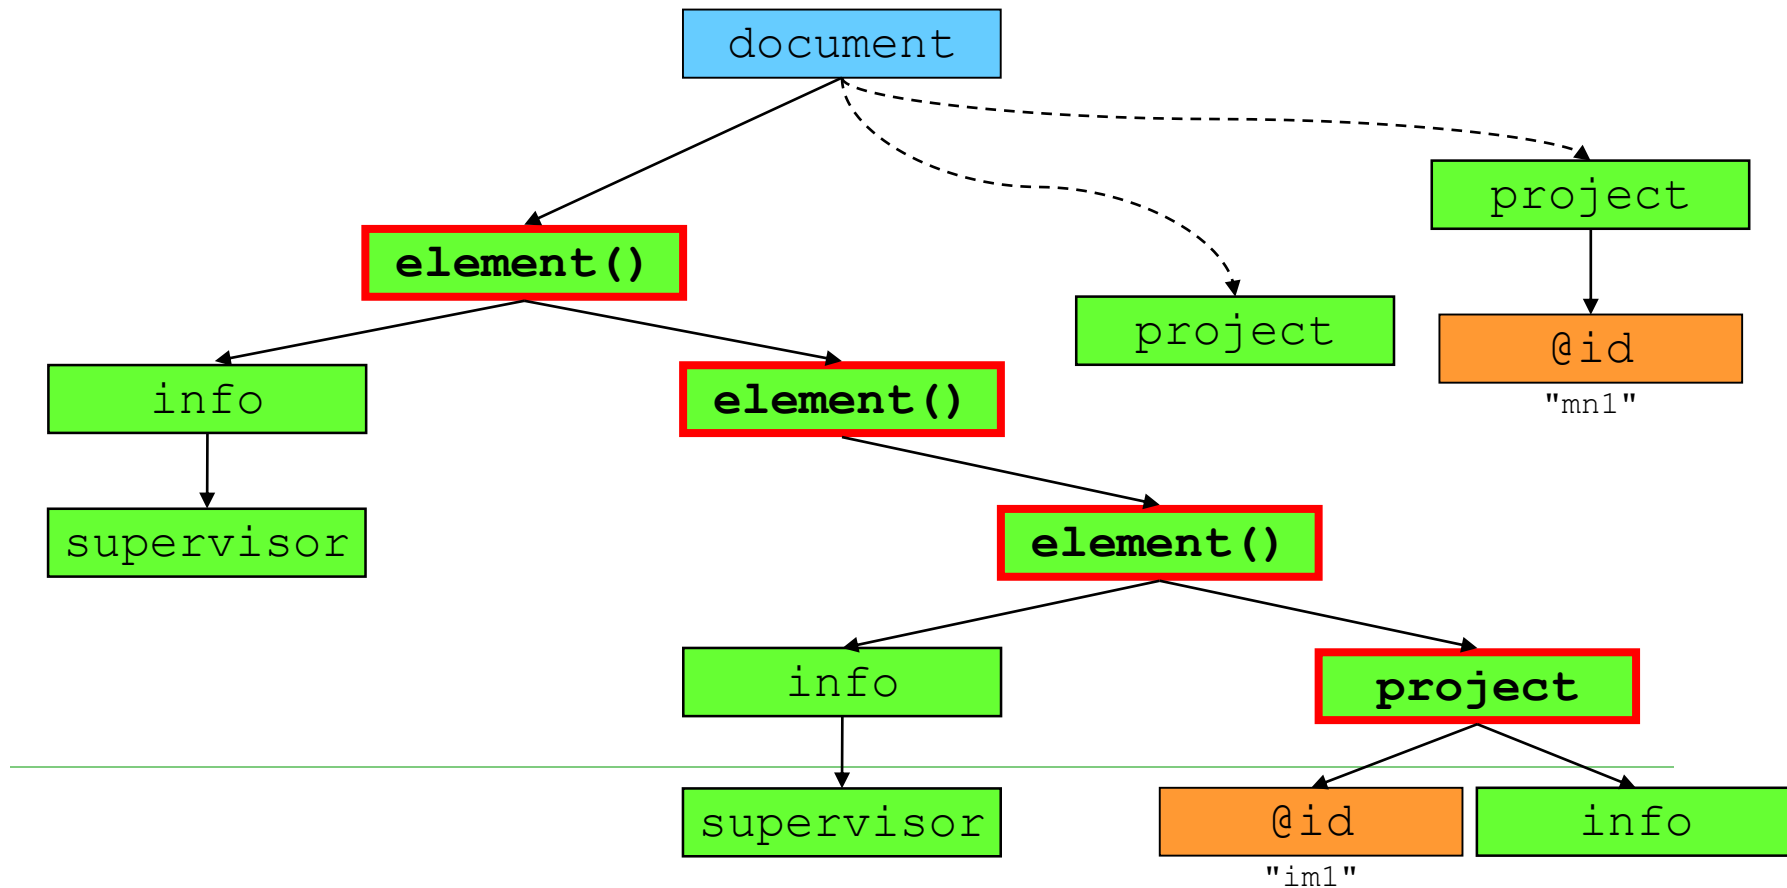 document
project
element()
project
@id
"mn1"
info
element()
supervisor
element()
info
project
supervisor
@id
info
"im1"